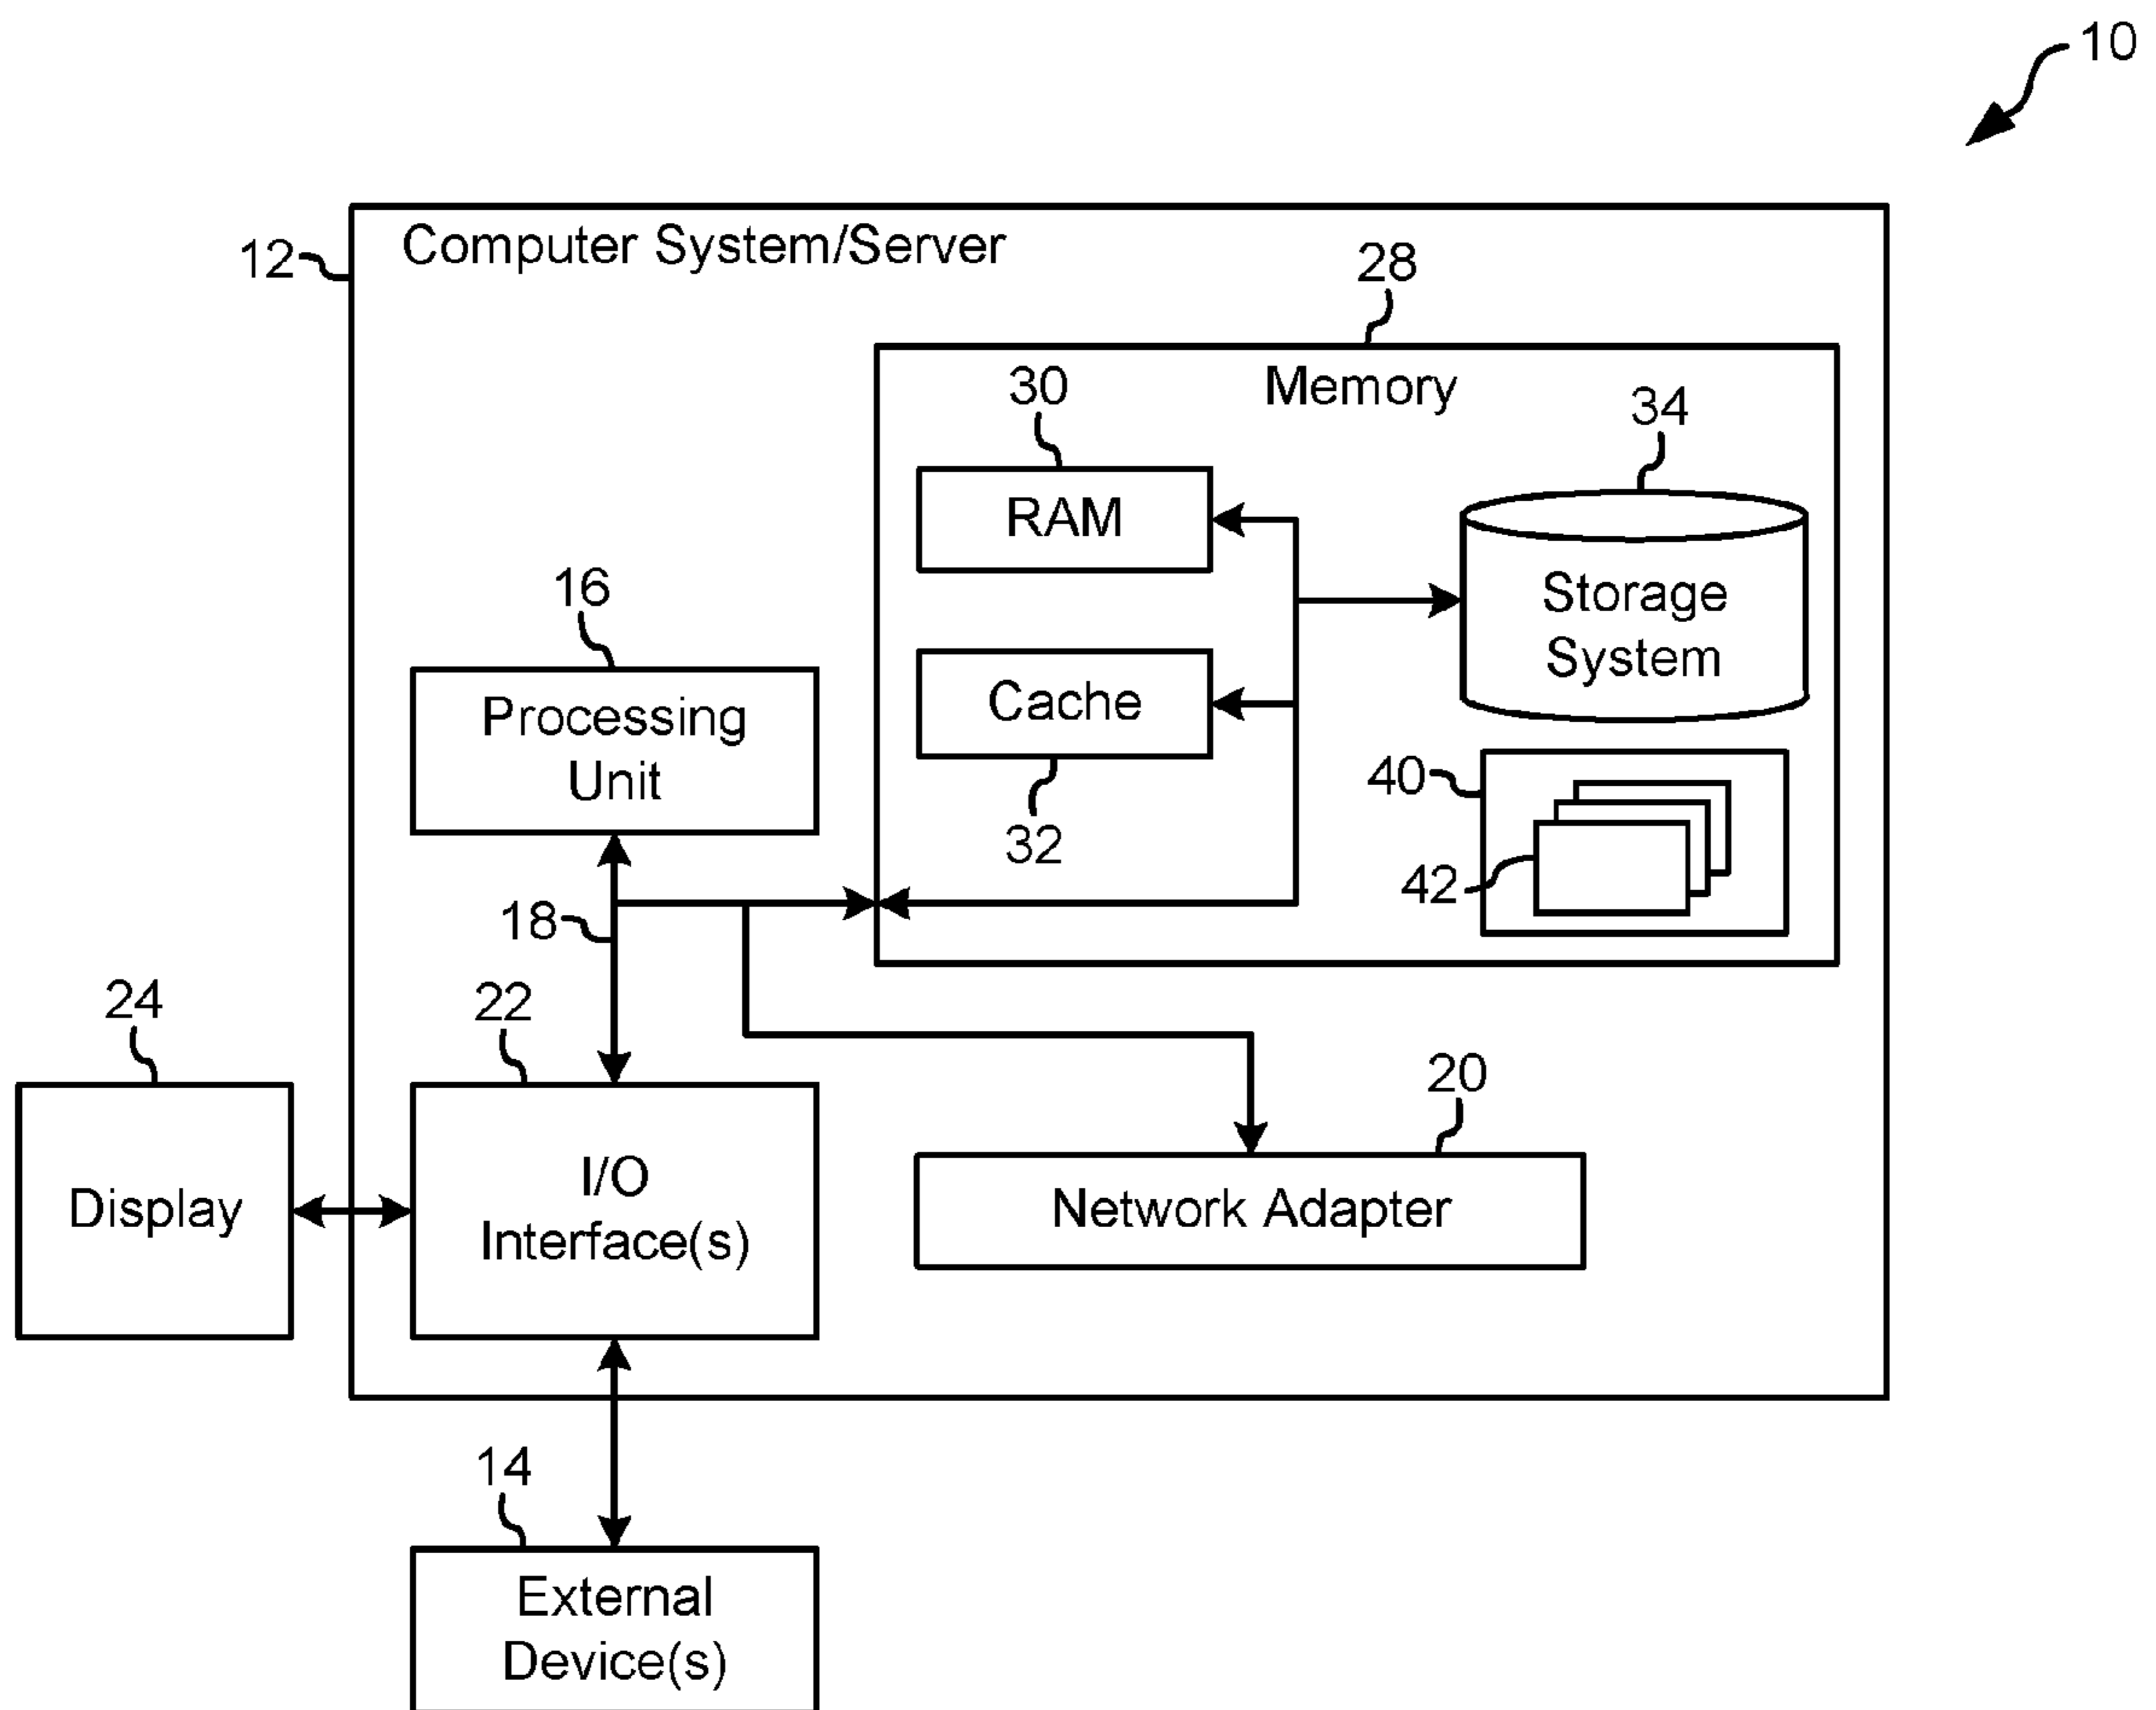 10
12
Computer System/Server
28
Memory
30
34
RAM
Storage
System
16
Processing
Unit
Cache
32
40
42
18
24
22
20
Display
I/O
Interface(s)
Network Adapter
14
External
Device(s)